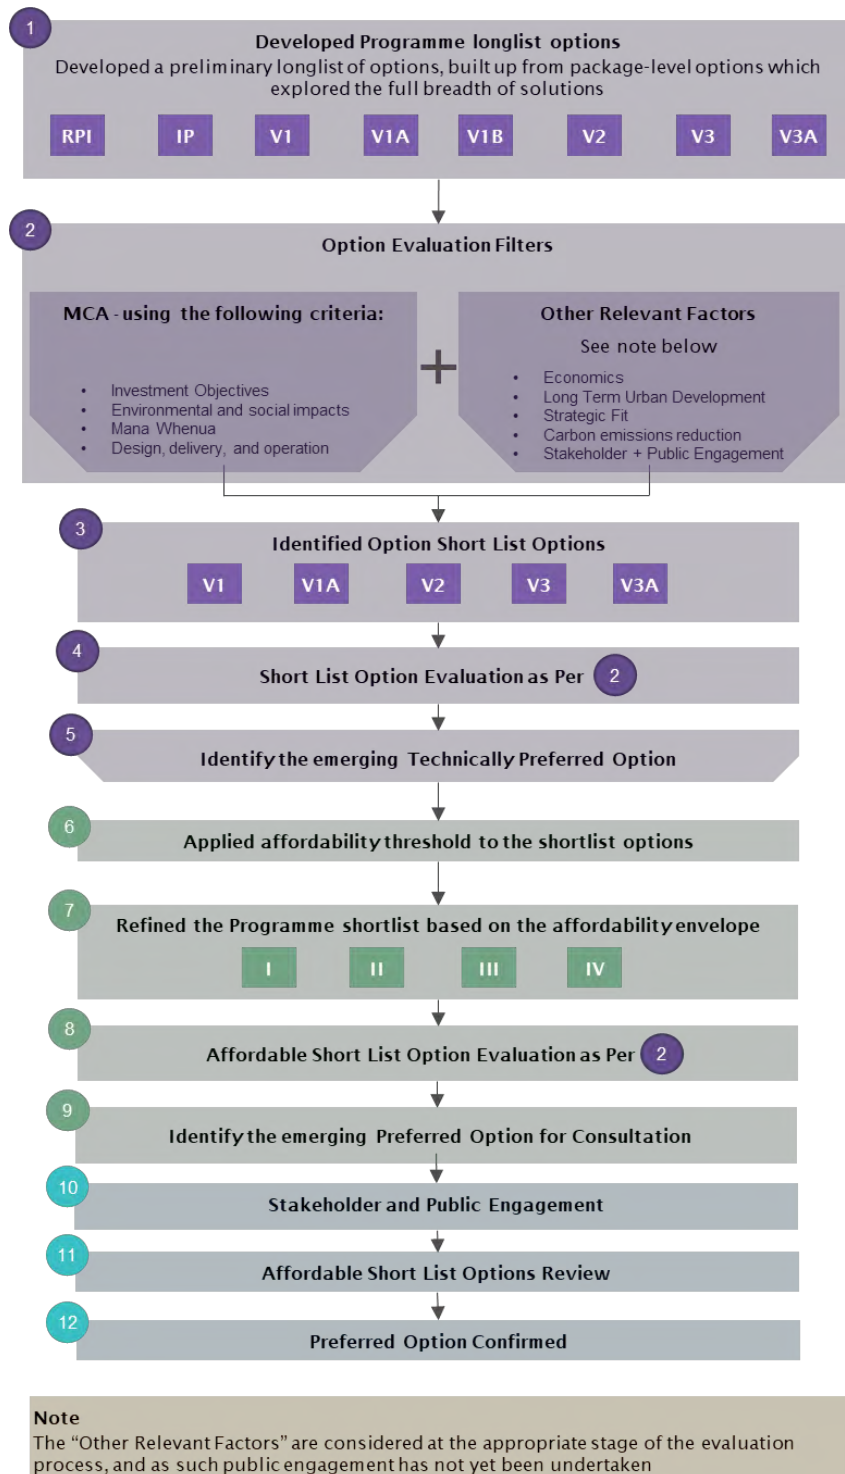 1
Developed Programme longlist options
Developed a preliminary longlist of options, built up from package-level options which
explored the full breadth of solutions
RPI IP V1 V1A V1B V2 V3 V3A
2
Option Evaluation Filters
MCA - using the following criteria:
• Investment Objectives
• Environmental and social impacts
• Mana Whenua
• Design, delivery, and operation
+
Other Relevant Factors
See note below
• Economics
• Long Term Urban Development
• Strategic Fit
• Carbon emissions reduction
• Stakeholder + Public Engagement
3
Identified Option Short List Options
V1 V1A V2 V3 V3A
4
Short List Option Evaluation as Per 2
5
Identify the emerging Technically Preferred Option
6
Applied affordability threshold to the shortlist options
7
Refined the Programme shortlist based on the affordability envelope
I II III IV
8
Affordable Short List Option Evaluation as Per 2
9
Identify the emerging Preferred Option for Consultation
10
Stakeholder and Public Engagement
11
Affordable Short List Options Review
12
Preferred Option Confirmed
Note
The “Other Relevant Factors” are considered at the appropriate stage of the evaluation
process, and as such public engagement has not yet been undertaken